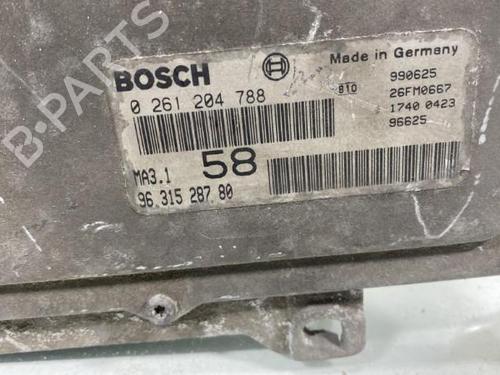 B-PARTS
BOSCH
Made in Germany
0 261 204 788
B10
990625
26FM0667
1740 0423
96625
MA3.1
58
96 315 287 80